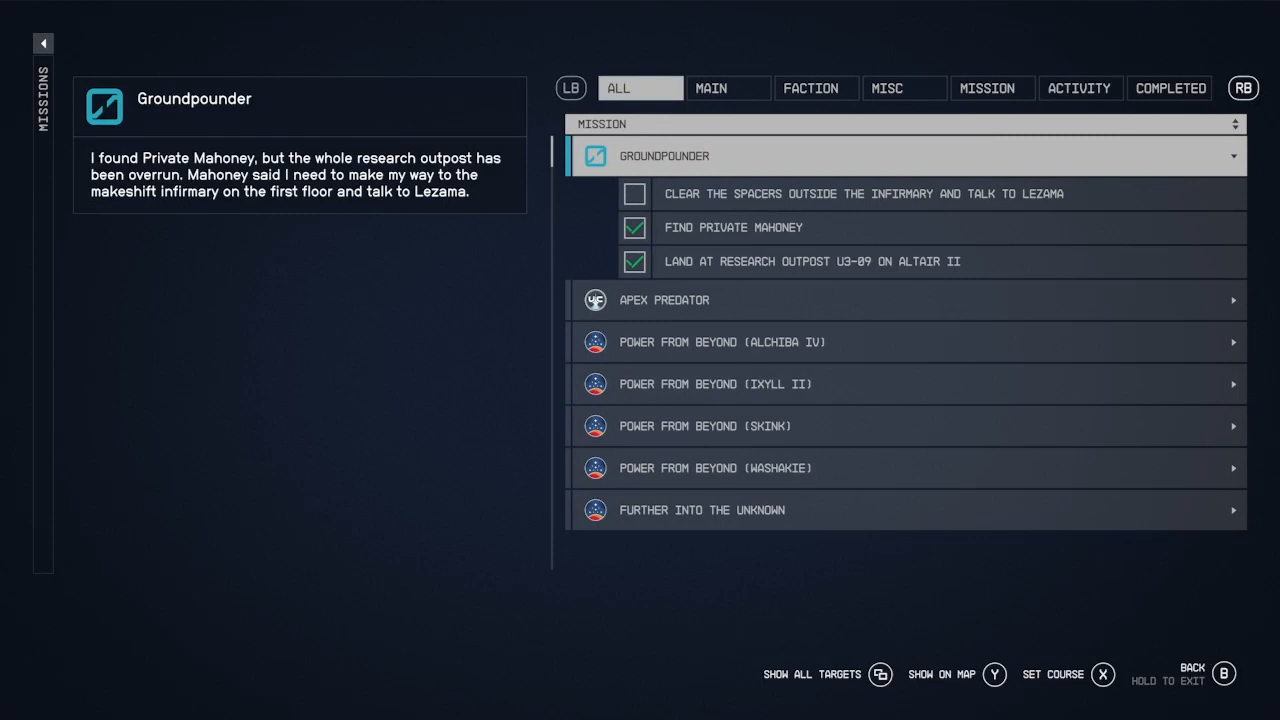 MISSIONS
Groundpounder
I found Private Mahoney, but the whole research outpost has
been overrun. Mahoney said I need to make my way to the
makeshift infirmary on the first floor and talk to Lezama.
LB ALL MAIN FACTION MISC MISSION ACTIVITY COMPLETED RB
MISSION
GROUNDPOUNDER
CLEAR THE SPACERS OUTSIDE THE INFIRMARY AND TALK TO LEZAMA
FIND PRIVATE MAHONEY
LAND AT RESEARCH OUTPOST U3-09 ON ALTAIR II
UC APEX PREDATOR
POWER FROM BEYOND (ALCHIBA IV)
POWER FROM BEYOND (IXYLL II)
POWER FROM BEYOND (SKINK)
POWER FROM BEYOND (WASHAKIE)
FURTHER INTO THE UNKNOWN
SHOW ALL TARGETS SHOW ON MAP Y SET COURSE X BACK B
HOLD TO EXIT